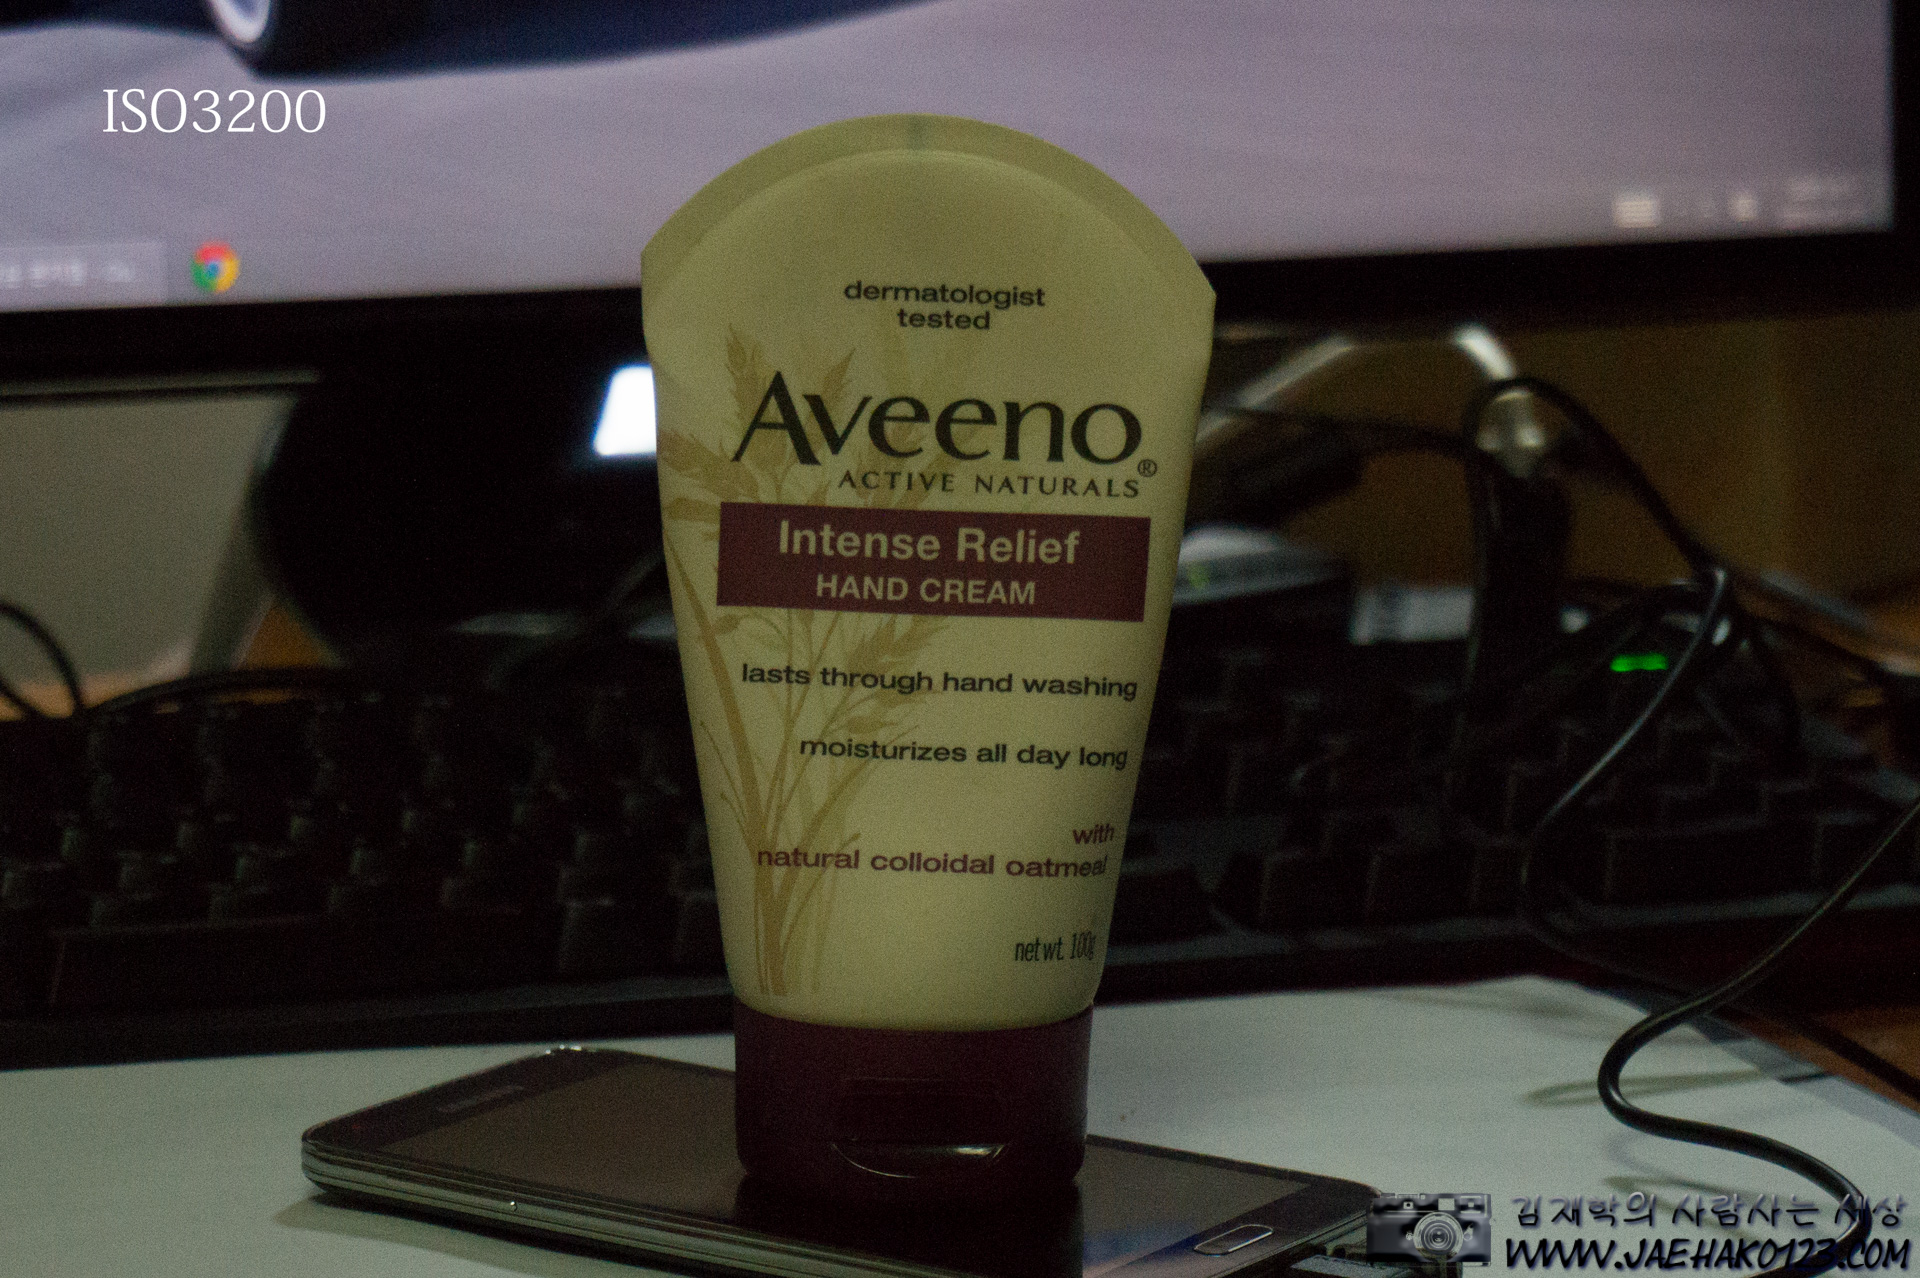 ISO3200
dermatologist
tested
Aveeno®
ACTIVE NATURALS
Intense Relief
HAND CREAM
lasts through hand washing
moisturizes all day long
with
natural colloidal oatmeal
net wt. 100g
김재학의 사람사는 세상
WWW.JAEHAK0123.COM